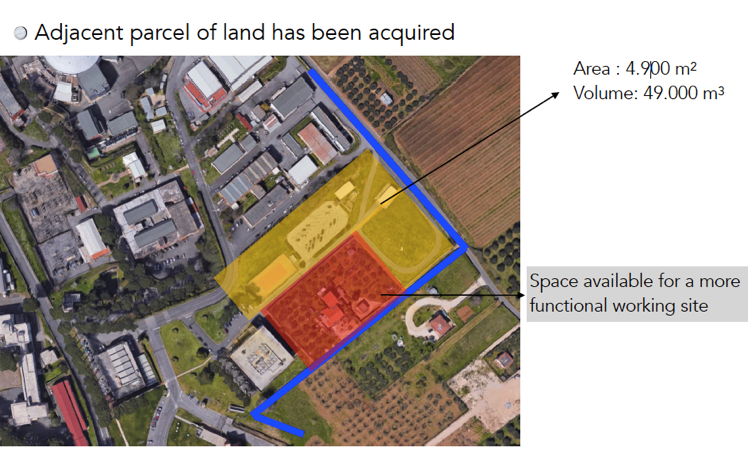 Adjacent parcel of land has been acquired
Area : 4.900 m²
Volume: 49.000 m³
Space available for a more
functional working site